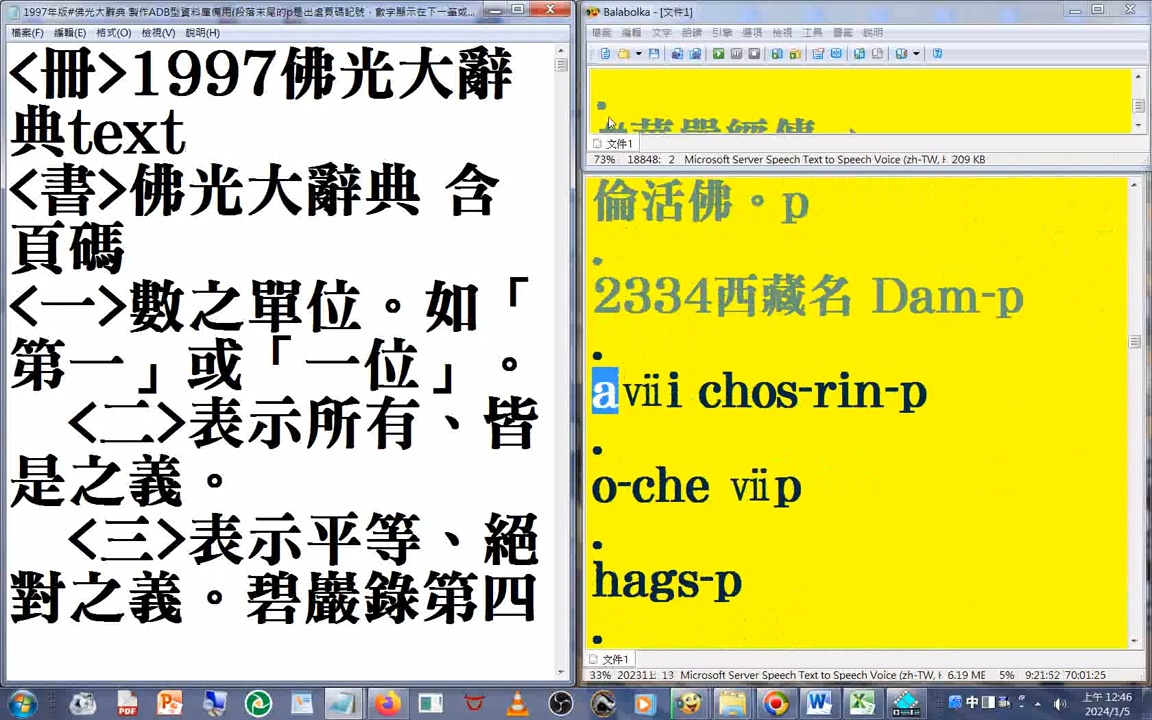 1997年版#佛光大辭典 製作ADB型資料庫備用(段落末尾的p是出處頁碼記號，數字顯示在下一筆或...
檔案(F) 編輯(E) 格式(O) 檢視(V) 說明(H)
<冊>1997佛光大辭
典text
<書>佛光大辭典 含
頁碼
<一>數之單位。如「
第一」或「一位」。
<二>表示所有、皆
是之義。
<三>表示平等、絕
對之義。碧巖錄第四
Balabolka - [文件1]
檔案 編輯 文字 朗讀 引擎 選項 檢視 工具 書籤 說明
文件1
73% 18848: 2 Microsoft Server Speech Text to Speech Voice (zh-TW, H 209 KB
倫活佛。p
2334西藏名 Dam-p
aⅶi chos-rin-p
o-che ⅶp
hags-p
文件1
33% 202311: 13 Microsoft Server Speech Text to Speech Voice (zh-TW, H 6.19 MB 5% 9:21:52 70:01:25
中
上午 12:46
2024/1/5